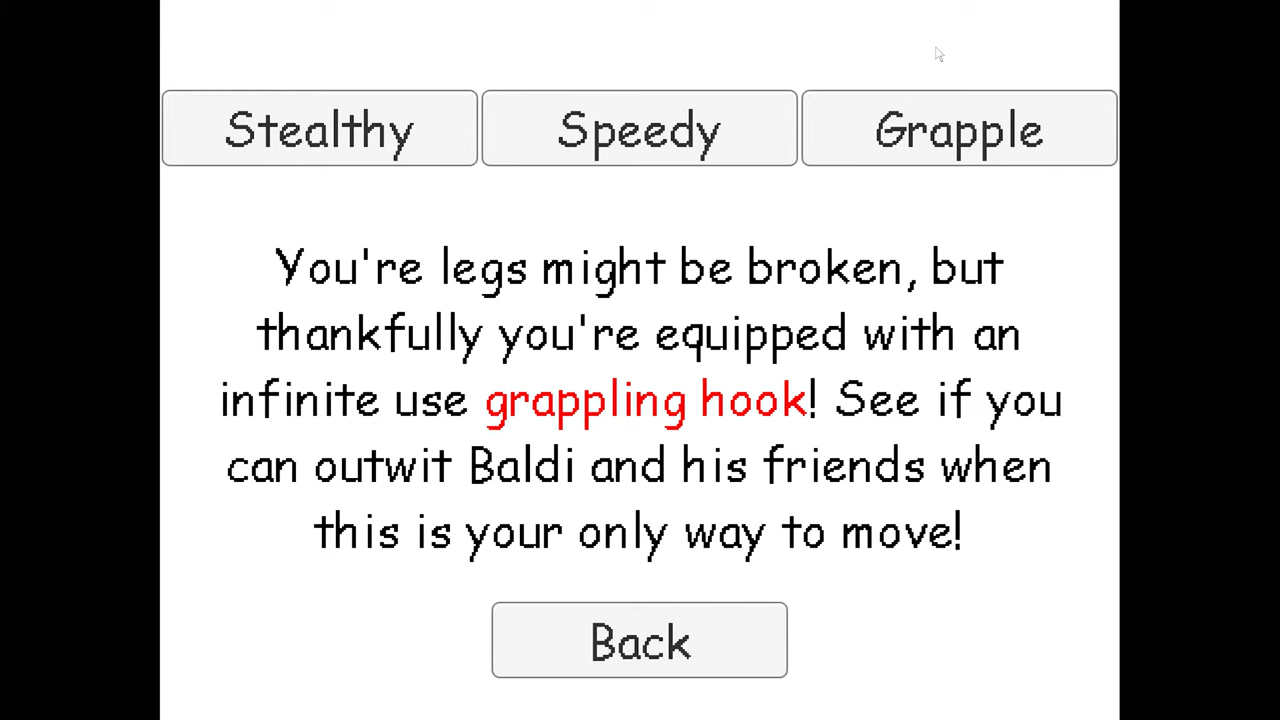 Stealthy Speedy Grapple
You're legs might be broken, but
thankfully you're equipped with an
infinite use grappling hook! See if you
can outwit Baldi and his friends when
this is your only way to move!
Back